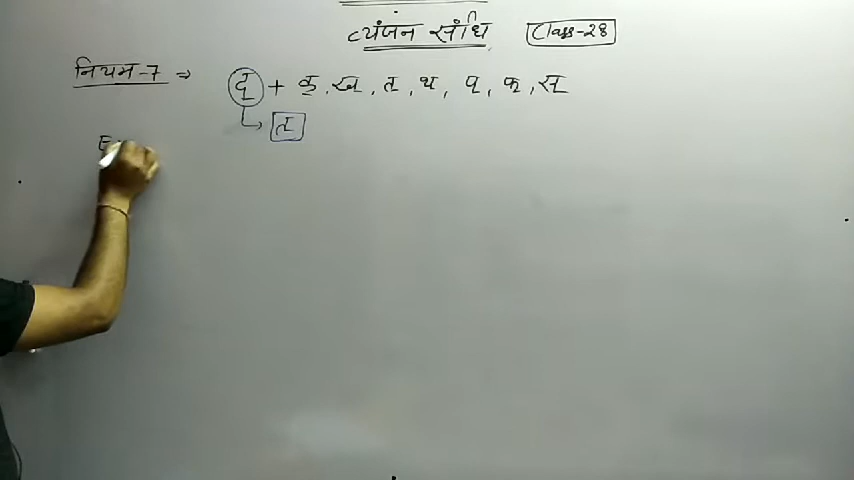 व्यंजन संधि Class-28
नियम-7 ⇒ द् + क, ख, त, थ, प, फ, स
त
E